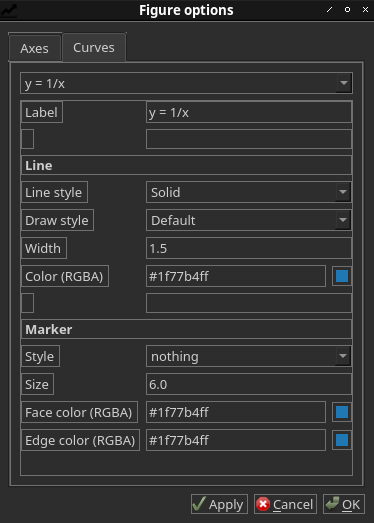 Figure options
Axes Curves
y = 1/x
Label y = 1/x
Line
Line style Solid
Draw style Default
Width 1.5
Color (RGBA) #1f77b4ff
Marker
Style nothing
Size 6.0
Face color (RGBA) #1f77b4ff
Edge color (RGBA) #1f77b4ff
Apply Cancel OK